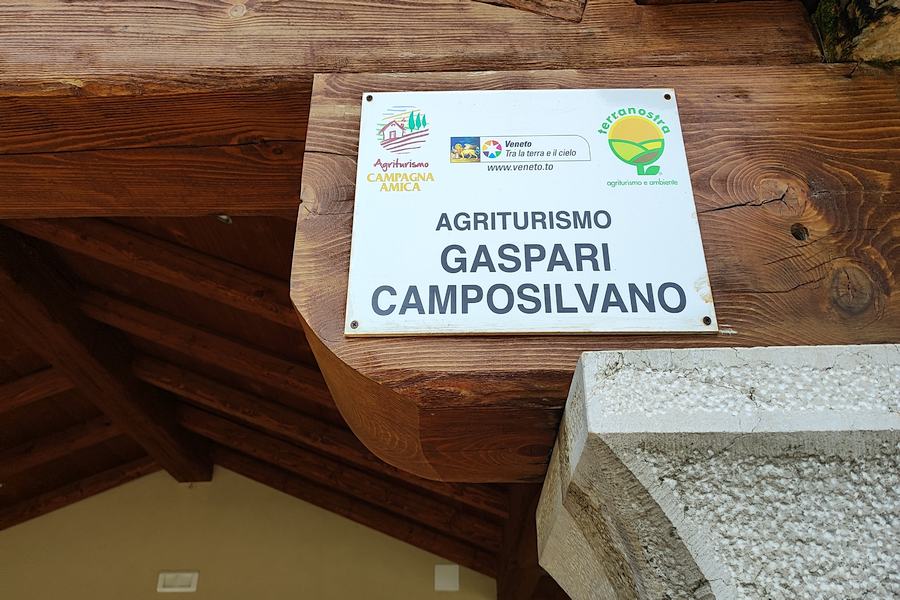 Agriturismo
CAMPAGNA
AMICA
Veneto
Tra la terra e il cielo
www.veneto.to
terranostra
agriturismo e ambiente
AGRITURISMO
GASPARI
CAMPOSILVANO